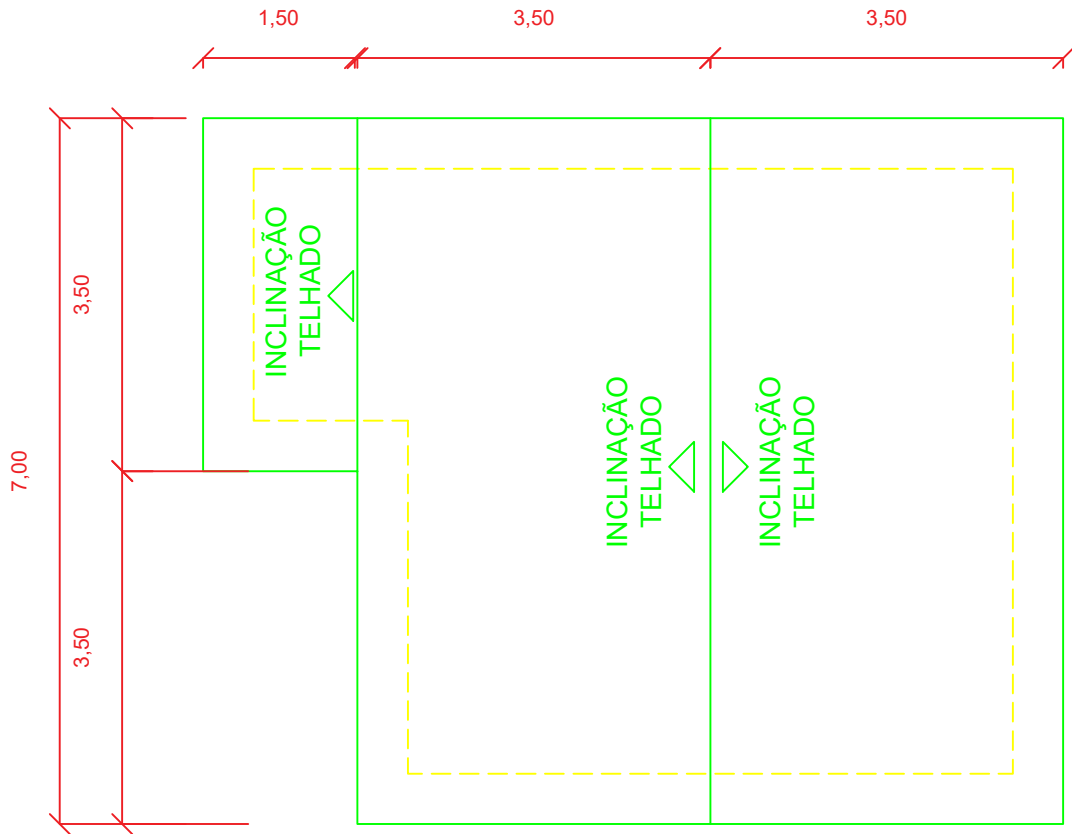 1,50
3,50
3,50
3,50
7,00
3,50
INCLINAÇÃO
TELHADO
INCLINAÇÃO
TELHADO
INCLINAÇÃO
TELHADO